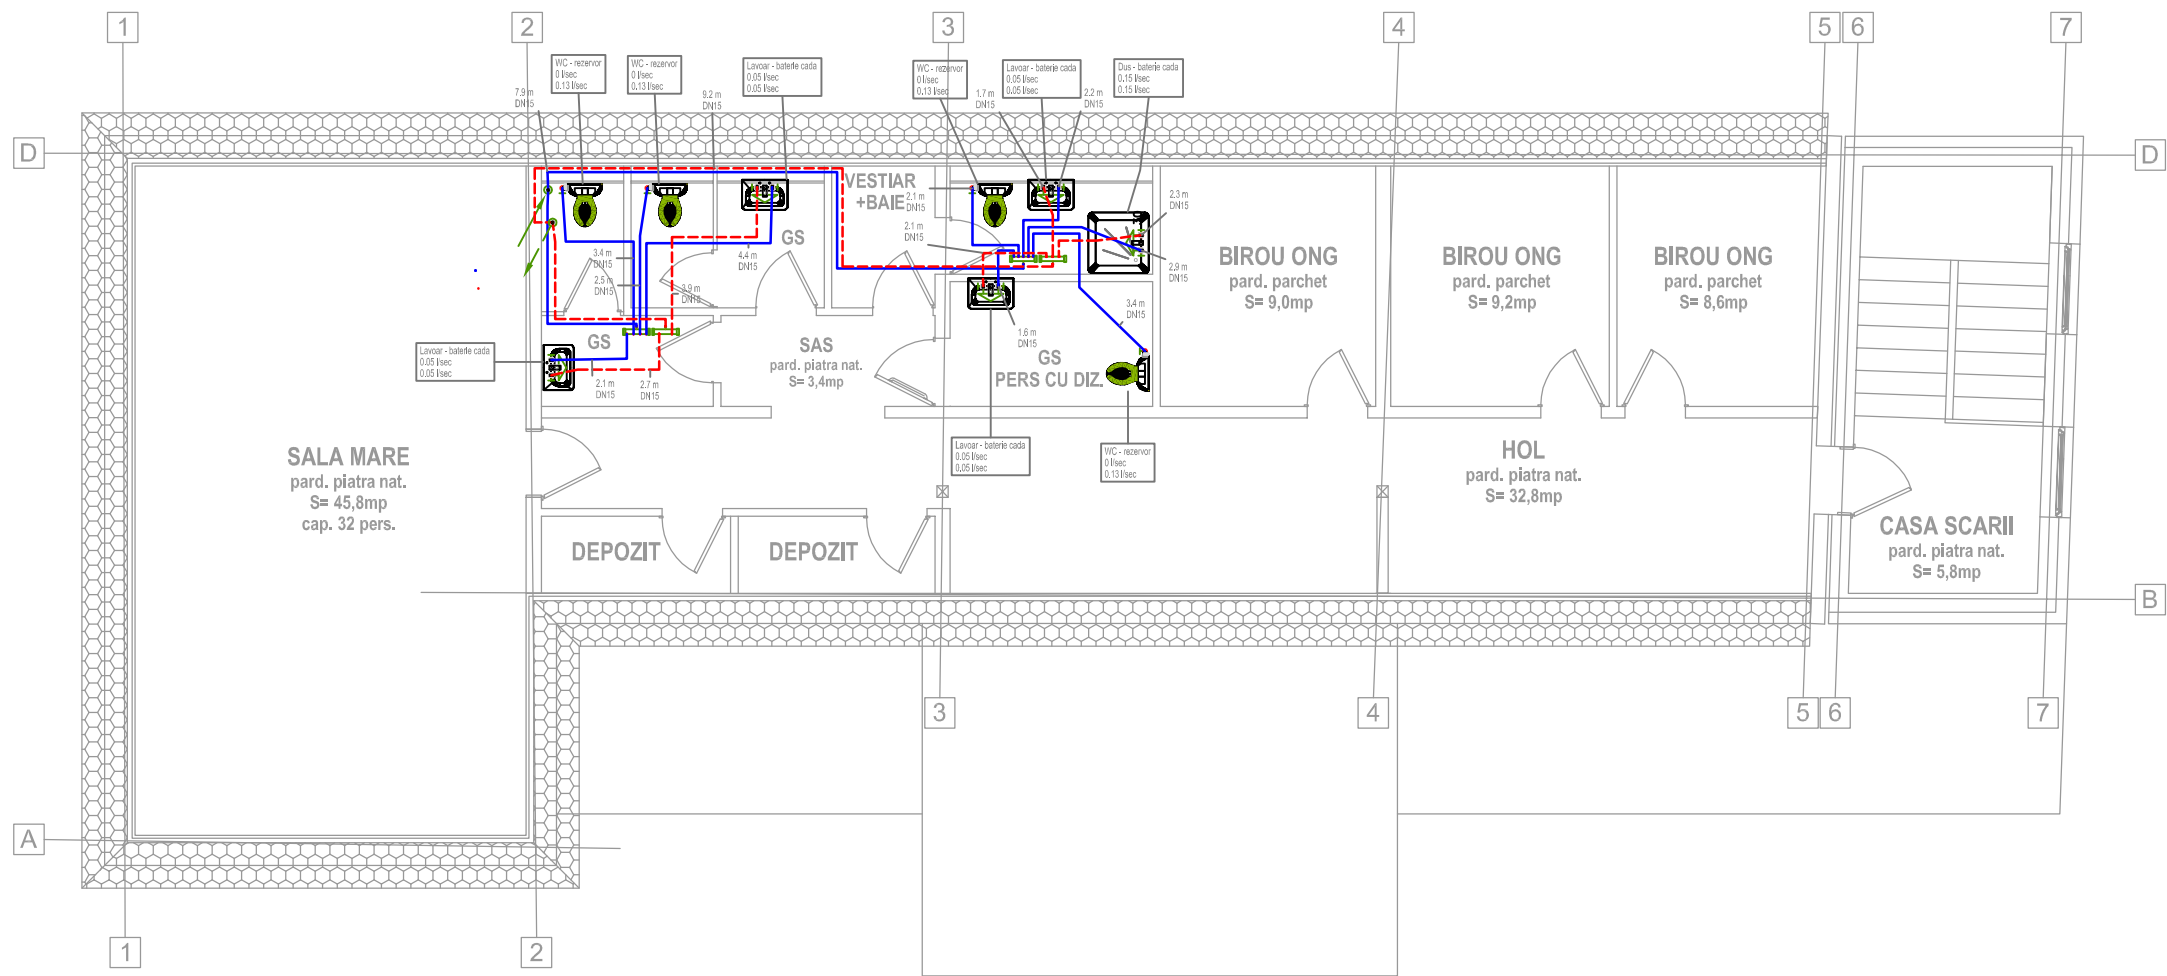 1
2
3
4
5
6
7
WC - rezervor
0 l/sec
0.13 l/sec
WC - rezervor
0 l/sec
0.13 l/sec
Lavoar - baterie cada
0.05 l/sec
0.05 l/sec
WC - rezervor
0 l/sec
0.13 l/sec
Lavoar - baterie cada
0.05 l/sec
0.05 l/sec
Dus - baterie cada
0.15 l/sec
0.15 l/sec
7.9 m
DN15
9.2 m
DN15
1.7 m
DN15
2.2 m
DN15
D
D
VESTIAR
+BAIE
2.1 m
DN15
2.3 m
DN15
2.1 m
DN15
GS
3.4 m
DN15
4.4 m
DN15
2.5 m
DN15
3.9 m
DN15
2.9 m
DN15
BIROU ONG
pard. parchet
S= 9,0mp
BIROU ONG
pard. parchet
S= 9,2mp
BIROU ONG
pard. parchet
S= 8,6mp
3.4 m
DN15
1.6 m
DN15
GS
Lavoar - baterie cada
0.05 l/sec
0.05 l/sec
2.1 m
DN15
2.7 m
DN15
SAS
pard. piatra nat.
S= 3,4mp
GS
PERS CU DIZ.
Lavoar - baterie cada
0.05 l/sec
0.05 l/sec
WC - rezervor
0 l/sec
0.13 l/sec
SALA MARE
pard. piatra nat.
S= 45,8mp
cap. 32 pers.
HOL
pard. piatra nat.
S= 32,8mp
DEPOZIT
DEPOZIT
CASA SCARII
pard. piatra nat.
S= 5,8mp
B
3
4
5
6
7
A
1
2